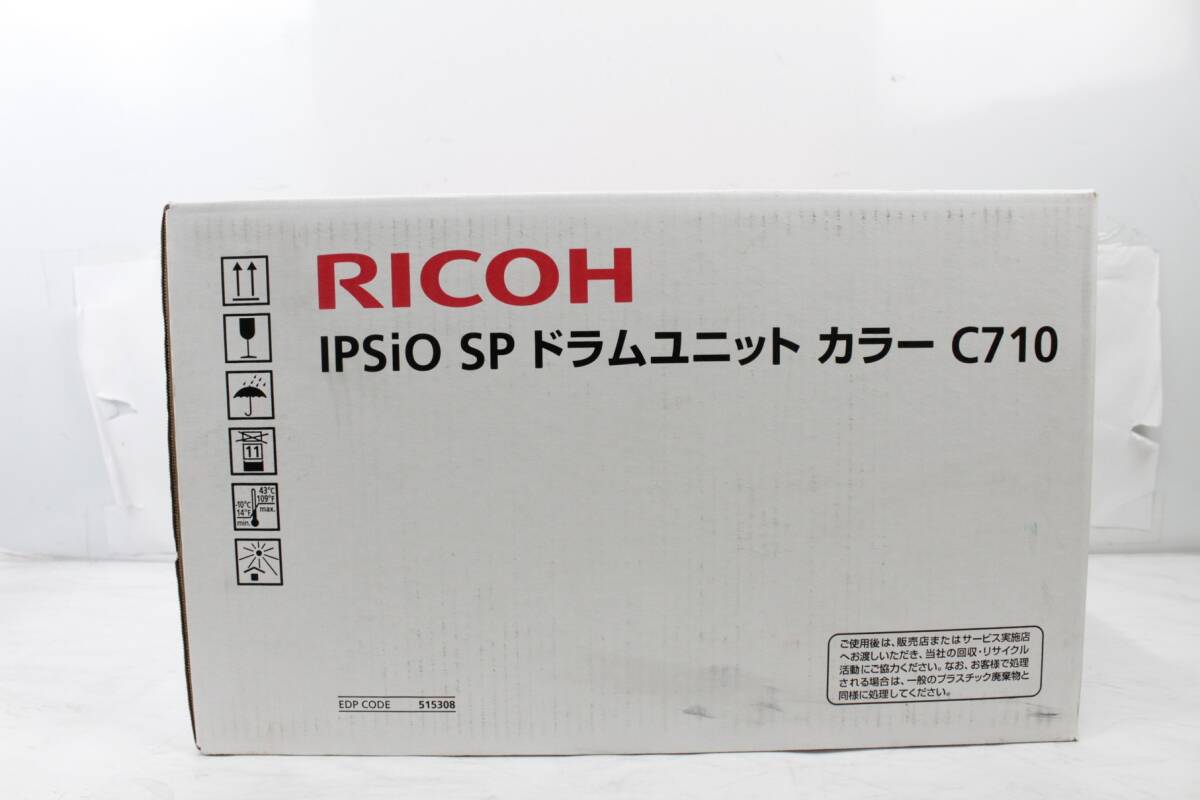 RICOH
IPSiO SP ドラムユニット カラー C710
11
43°C
109°F
max.
-10°C
14°F
min.
ご使用後は、販売店またはサービス実施店
へお渡しいただき、当社の回収・リサイクル
活動にご協力ください。なお、お客様で処理
される場合は、一般のプラスチック廃棄物と
同様に処理してください。
EDP CODE 515308